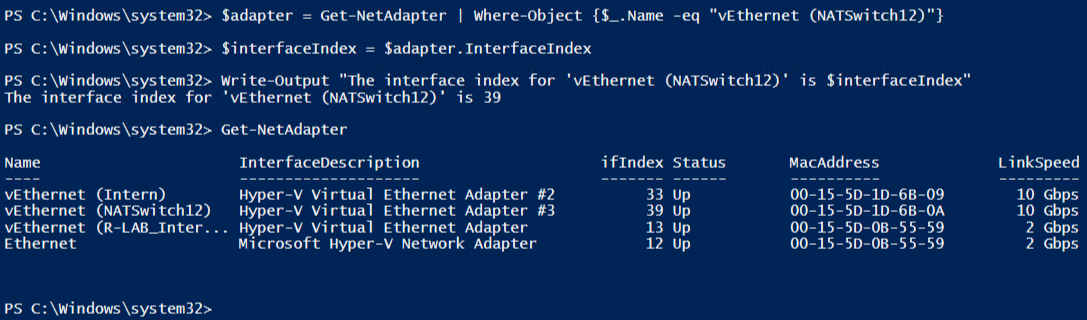 PS C:\Windows\system32> $adapter = Get-NetAdapter | Where-Object {$_.Name -eq "vEthernet (NATSwitch12)"}
PS C:\Windows\system32> $interfaceIndex = $adapter.InterfaceIndex
PS C:\Windows\system32> Write-Output "The interface index for 'vEthernet (NATSwitch12)' is $interfaceIndex"
The interface index for 'vEthernet (NATSwitch12)' is 39
PS C:\Windows\system32> Get-NetAdapter
Name                      InterfaceDescription                    ifIndex Status       MacAddress             LinkSpeed
----                      --------------------                    ------- ------       ----------             ---------
vEthernet (Intern)        Hyper-V Virtual Ethernet Adapter #2          33 Up           00-15-5D-1D-6B-09        10 Gbps
vEthernet (NATSwitch12)   Hyper-V Virtual Ethernet Adapter #3          39 Up           00-15-5D-1D-6B-0A        10 Gbps
vEthernet (R-LAB_Inter... Hyper-V Virtual Ethernet Adapter             13 Up           00-15-5D-0B-55-59         2 Gbps
Ethernet                  Microsoft Hyper-V Network Adapter            12 Up           00-15-5D-0B-55-59         2 Gbps
PS C:\Windows\system32>